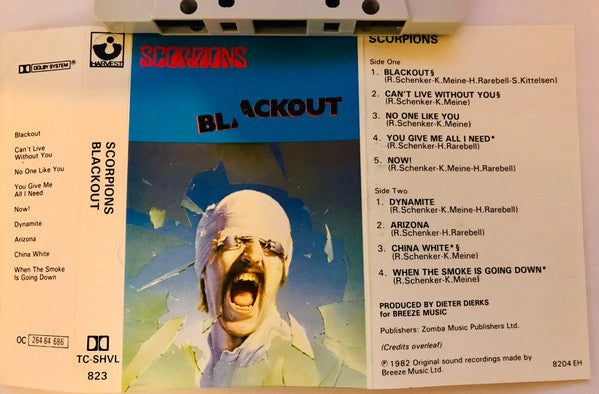 DOLBY SYSTEM®
Blackout
Can't Live
Without You
No One Like You
You Give Me
All I Need
Now!
Dynamite
Arizona
China White
When The Smoke
Is Going Down
OC 264 64 686
HARVEST
SCORPIONS
BLACKOUT
TC-SHVL
823
SCORPIONS
BLACKOUT
SCORPIONS
Side One
1. BLACKOUT§
(R.Schenker-K.Meine-H.Rarebell-S.Kittelsen)
2. CAN'T LIVE WITHOUT YOU§
(R.Schenker-K.Meine)
3. NO ONE LIKE YOU
(R.Schenker-K.Meine)
4. YOU GIVE ME ALL I NEED*
(R.Schenker-H.Rarebell)
5. NOW!
(R.Schenker-K.Meine-H.Rarebell)
Side Two
1. DYNAMITE
(R.Schenker-K.Meine-H.Rarebell)
2. ARIZONA
(R.Schenker-H.Rarebell)
3. CHINA WHITE*§
(R.Schenker-K.Meine)
4. WHEN THE SMOKE IS GOING DOWN*
(R.Schenker-K.Meine)
PRODUCED BY DIETER DIERKS
for BREEZE MUSIC
Publishers: Zomba Music Publishers Ltd.
(Credits overleaf)
℗ 1982 Original sound recordings made by
Breeze Music Ltd.
8204 EH